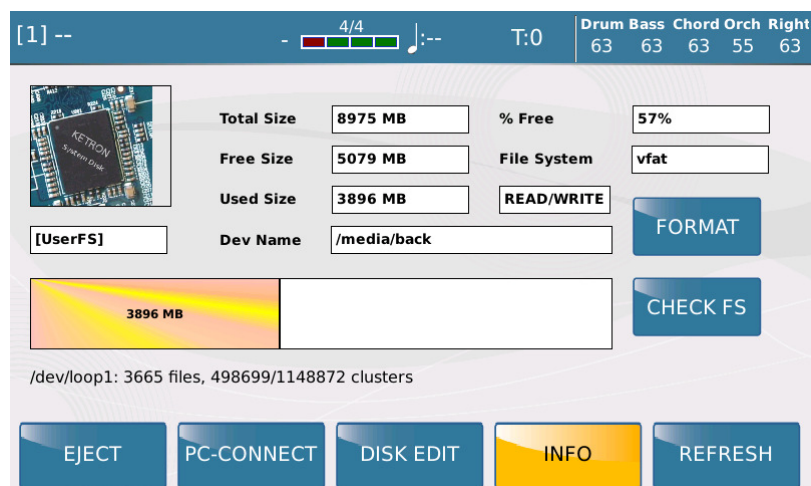 [1] --
- 4/4 :--
T:0
Drum Bass Chord Orch Right
63 63 63 55 63
KETRON
System Disk
Total Size 8975 MB % Free 57%
Free Size 5079 MB File System vfat
Used Size 3896 MB READ/WRITE
FORMAT
[UserFS] Dev Name /media/back
3896 MB
CHECK FS
/dev/loop1: 3665 files, 498699/1148872 clusters
EJECT PC-CONNECT DISK EDIT INFO REFRESH